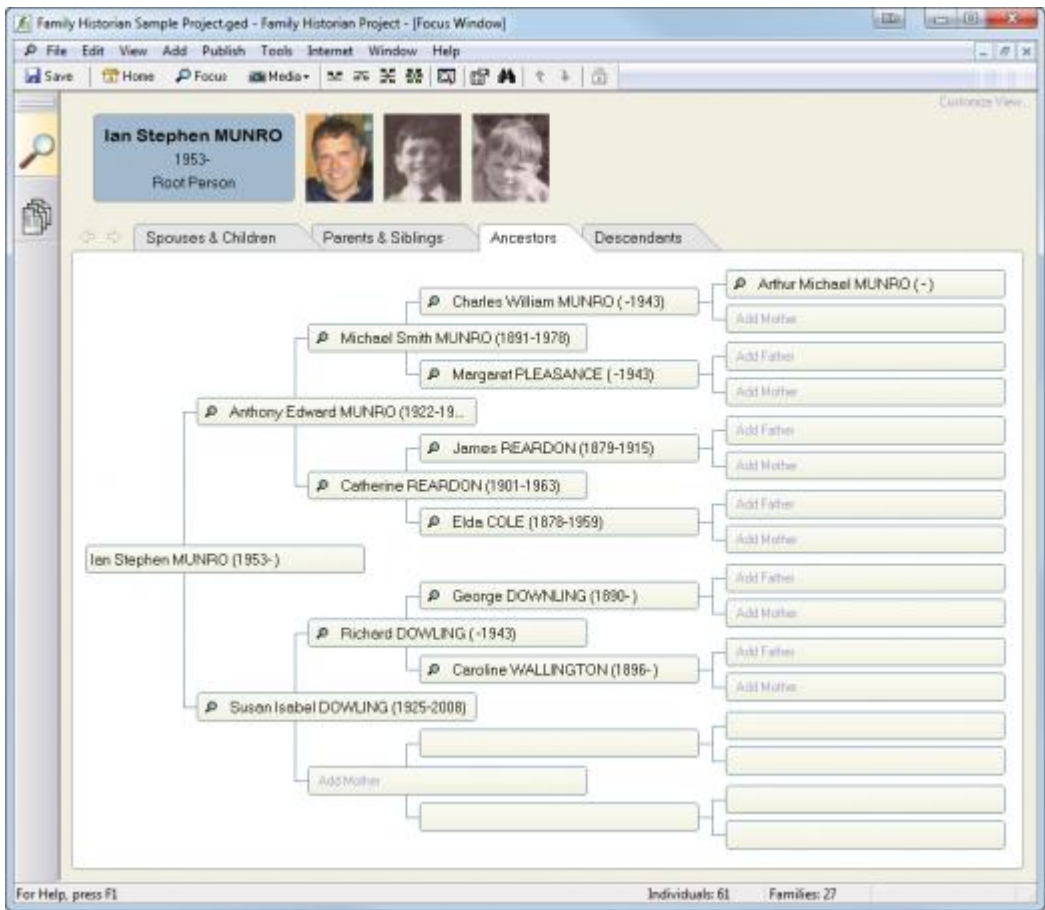 Family Historian Sample Project.ged - Family Historian Project - [Focus Window]
File Edit View Add Publish Tools Internet Window Help
Save Home Focus Media
Customize View...
Ian Stephen MUNRO
1953-
Root Person
Spouses & Children Parents & Siblings Ancestors Descendants
Arthur Michael MUNRO ( - )
Charles William MUNRO ( -1943)
Add Mother
Michael Smith MUNRO (1891-1978)
Add Father
Margaret PLEASANCE ( -1943)
Add Mother
Anthony Edward MUNRO (1922-19...
Add Father
James REARDON (1879-1915)
Add Mother
Catherine REARDON (1901-1963)
Add Father
Elda COLE (1878-1959)
Add Mother
Ian Stephen MUNRO (1953- )
Add Father
George DOWNLING (1890- )
Add Mother
Richard DOWLING ( -1943)
Add Father
Caroline WALLINGTON (1896- )
Add Mother
Susan Isabel DOWLING (1925-2008)
Add Mother
For Help, press F1 Individuals: 61 Families: 27